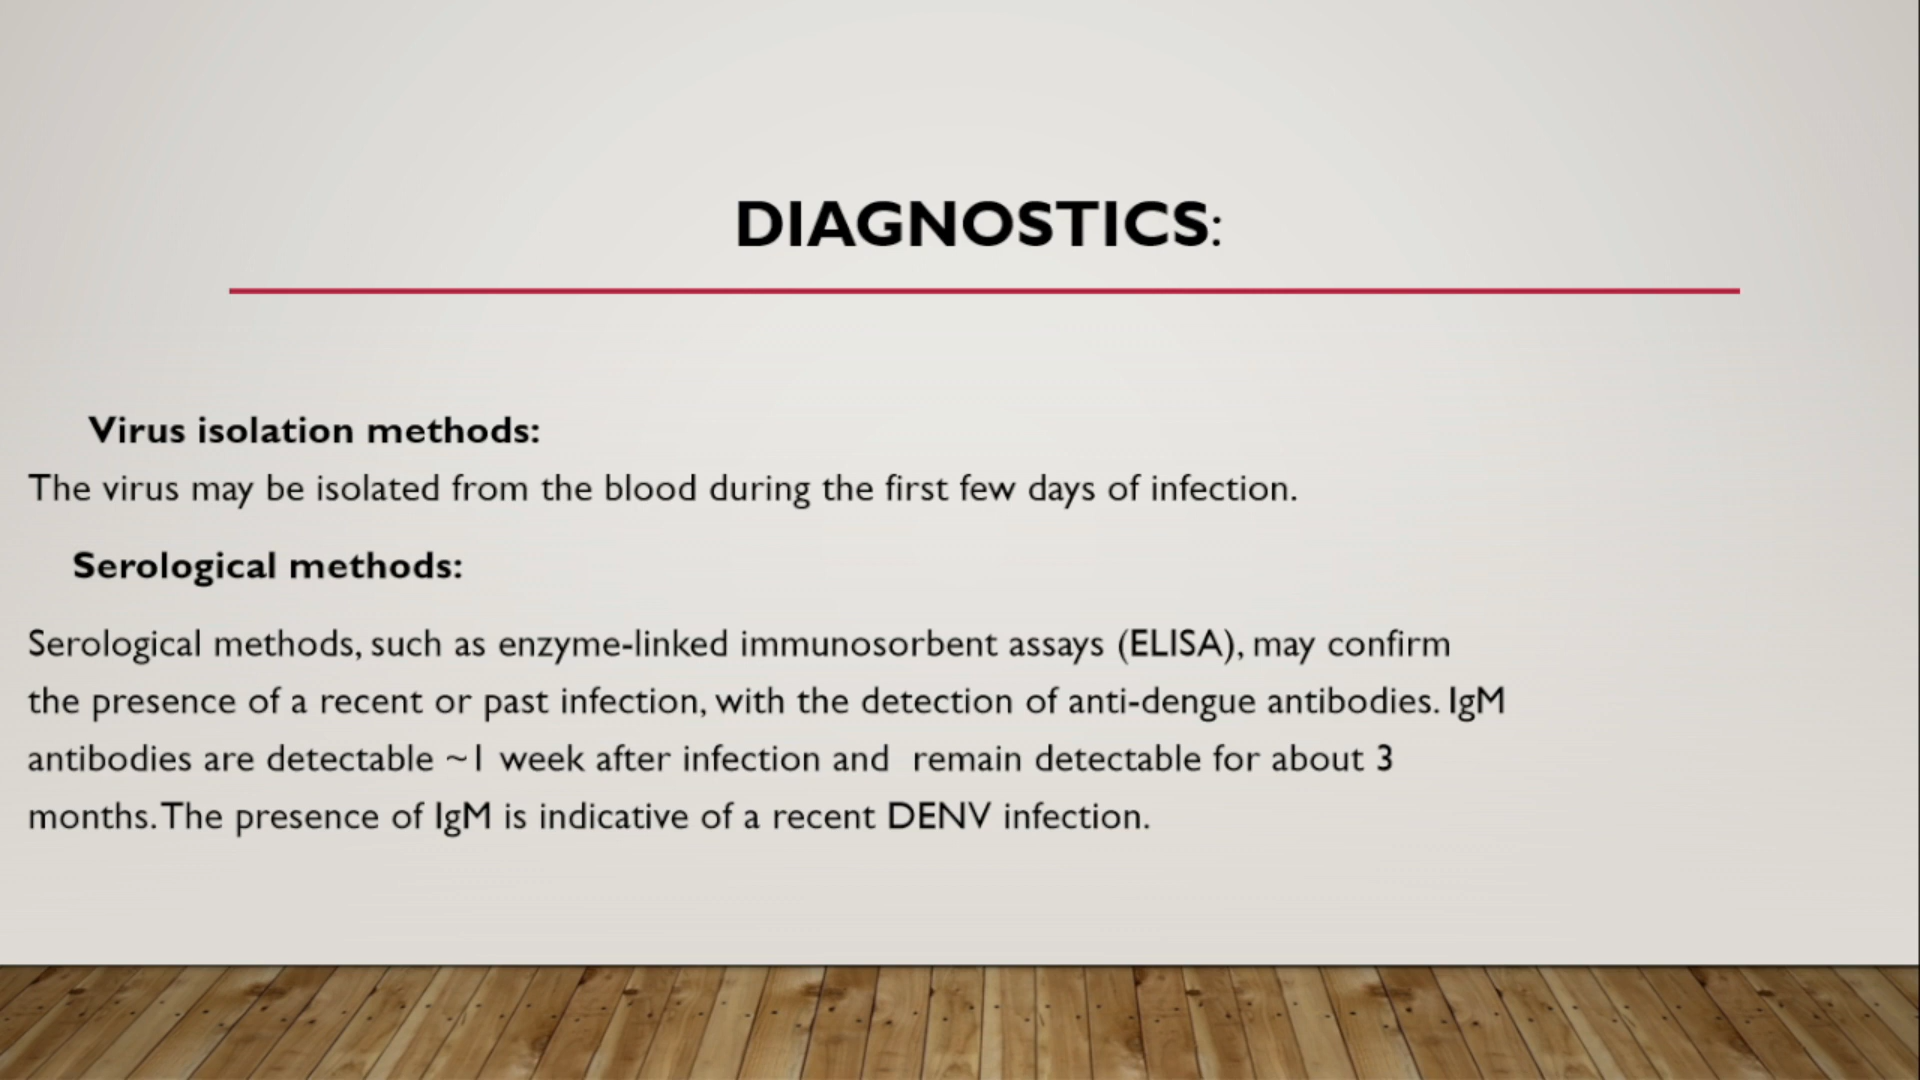 DIAGNOSTICS:
Virus isolation methods:
The virus may be isolated from the blood during the first few days of infection.
Serological methods:
Serological methods, such as enzyme-linked immunosorbent assays (ELISA), may confirm
the presence of a recent or past infection, with the detection of anti-dengue antibodies. IgM
antibodies are detectable ~1 week after infection and  remain detectable for about 3
months. The presence of IgM is indicative of a recent DENV infection.